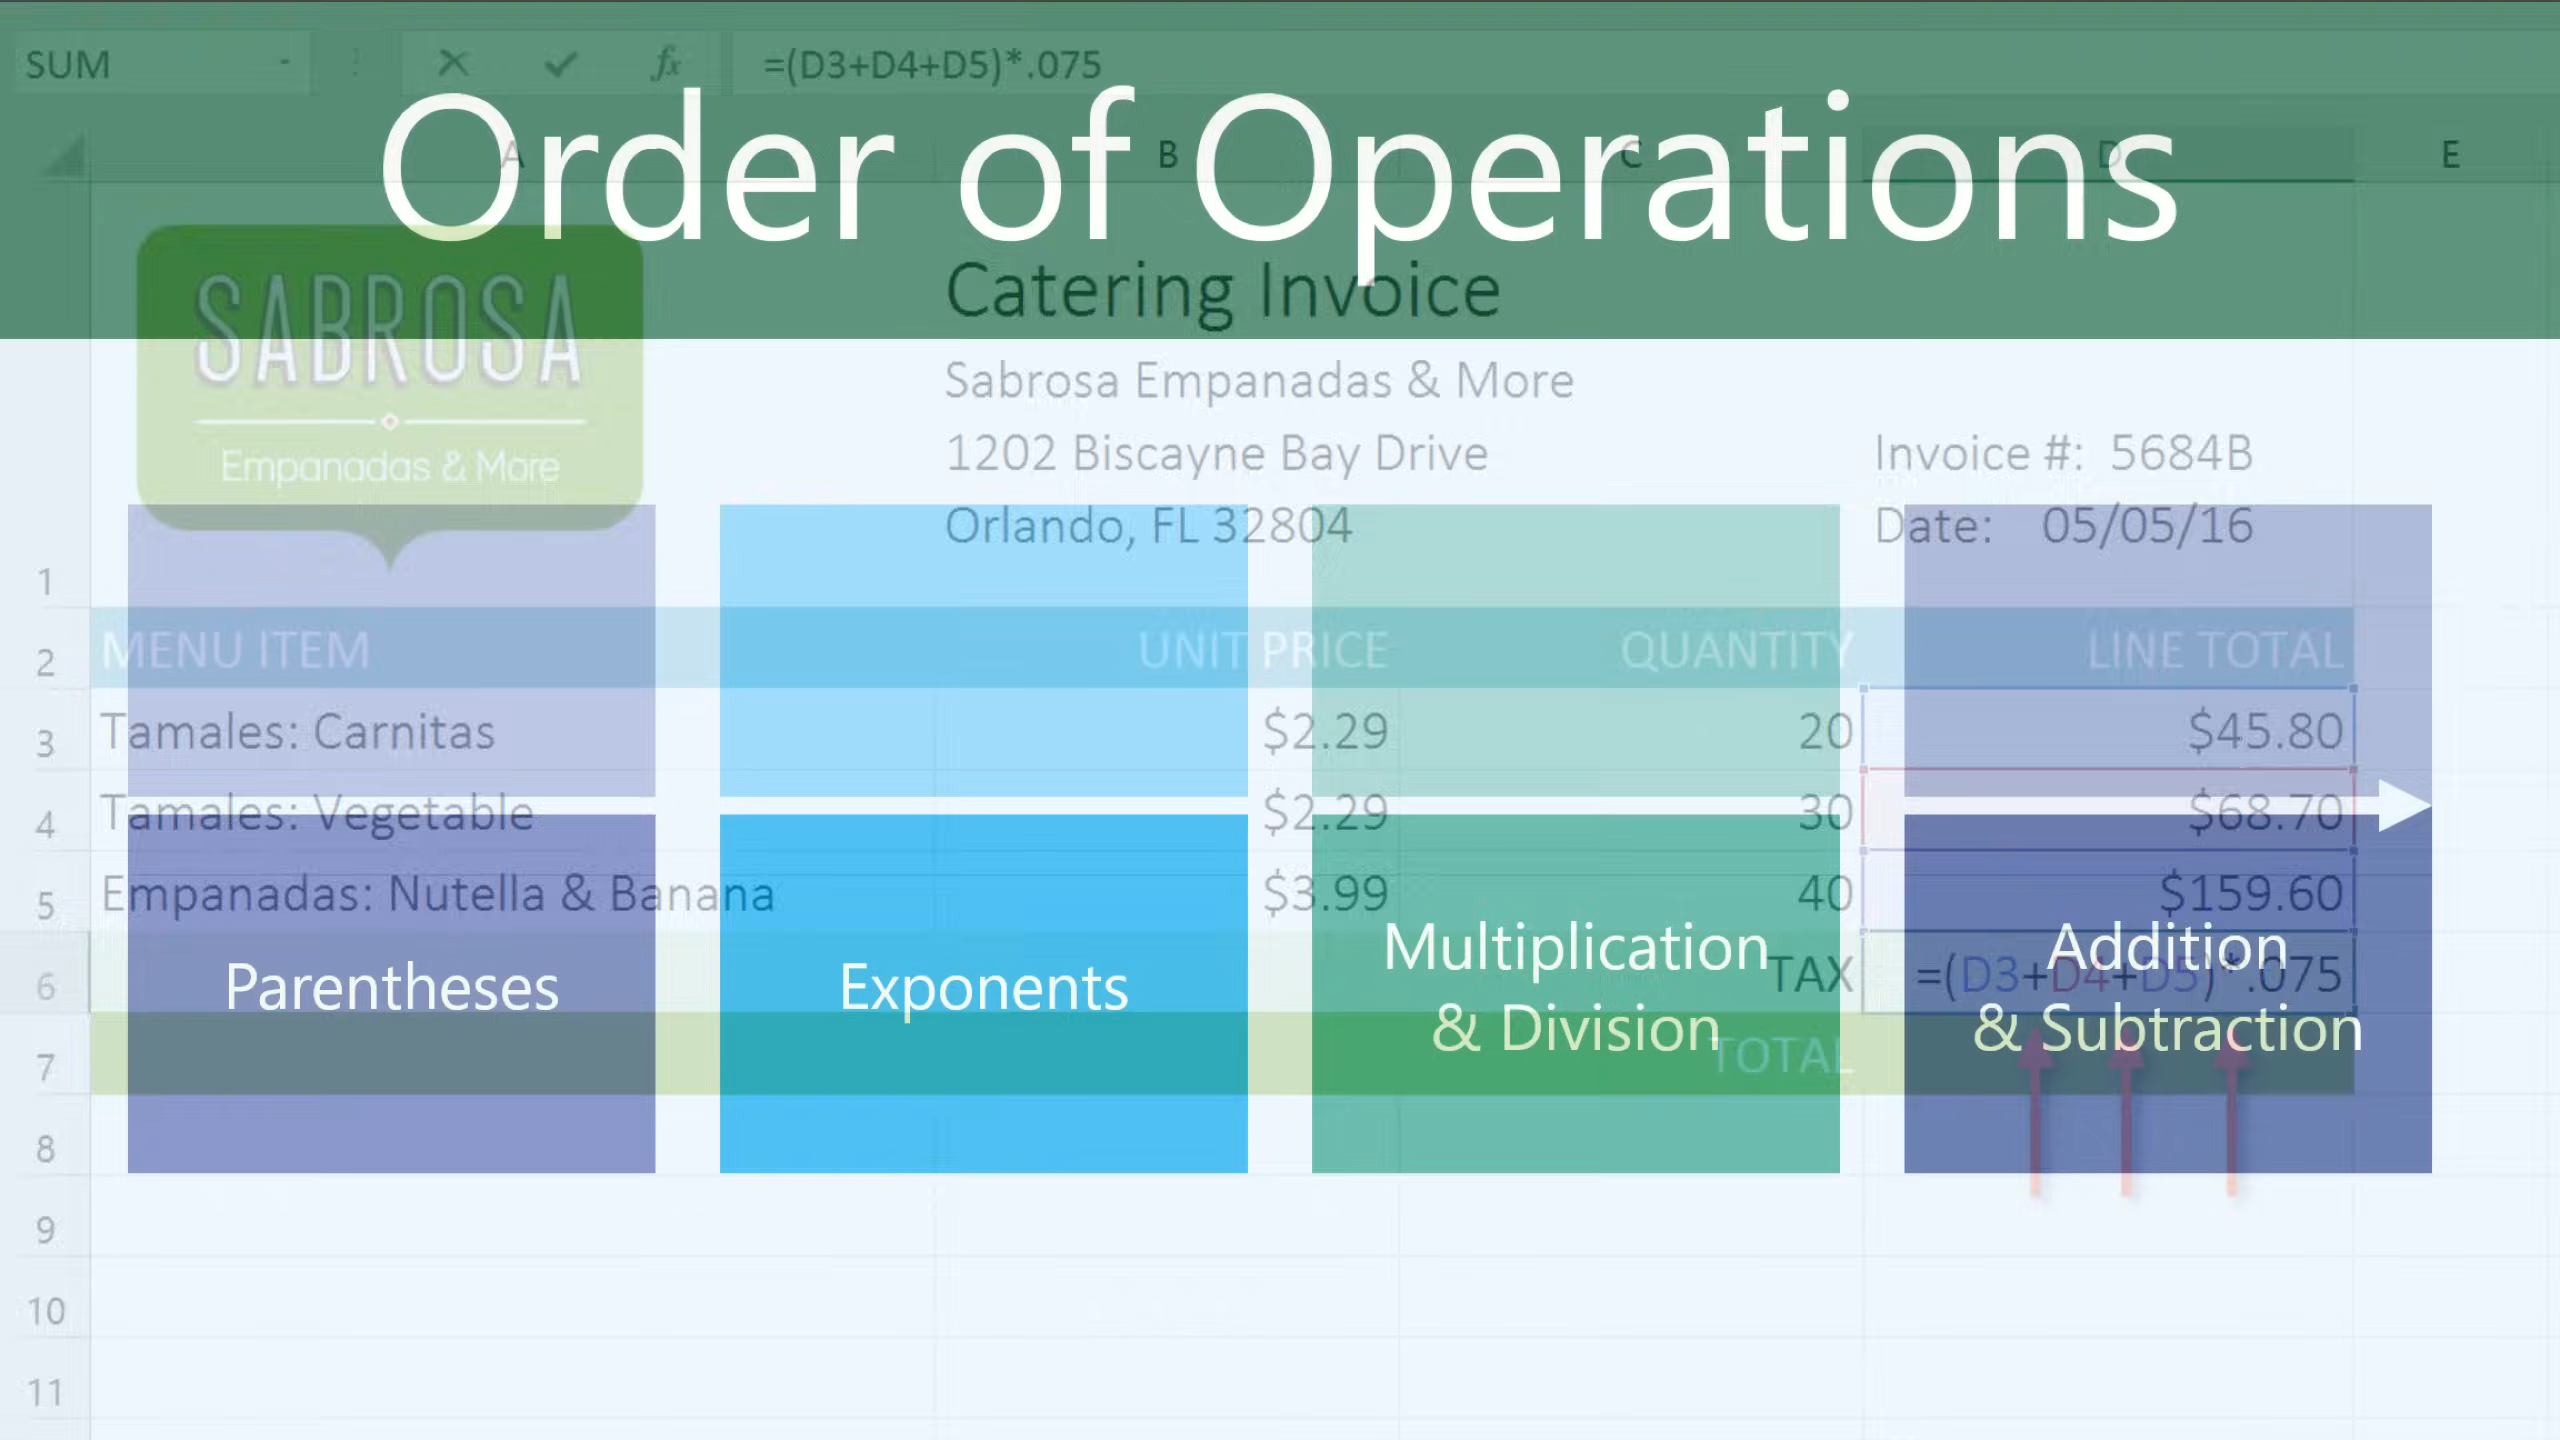 SUM
=(D3+D4+D5)*.075
Order of Operations
A B C D E
SABROSA
Empanadas & More
Catering Invoice
Sabrosa Empanadas & More
1202 Biscayne Bay Drive
Orlando, FL 32804
Invoice #: 5684B
Date: 05/05/16
1
2 MENU ITEM UNIT PRICE QUANTITY LINE TOTAL
3 Tamales: Carnitas $2.29 20 $45.80
4 Tamales: Vegetable $2.29 30 $68.70
5 Empanadas: Nutella & Banana $3.99 40 $159.60
6 TAX =(D3+D4+D5)*.075
7 TOTAL
8
9
10
11
Parentheses
Exponents
Multiplication
& Division
Addition
& Subtraction